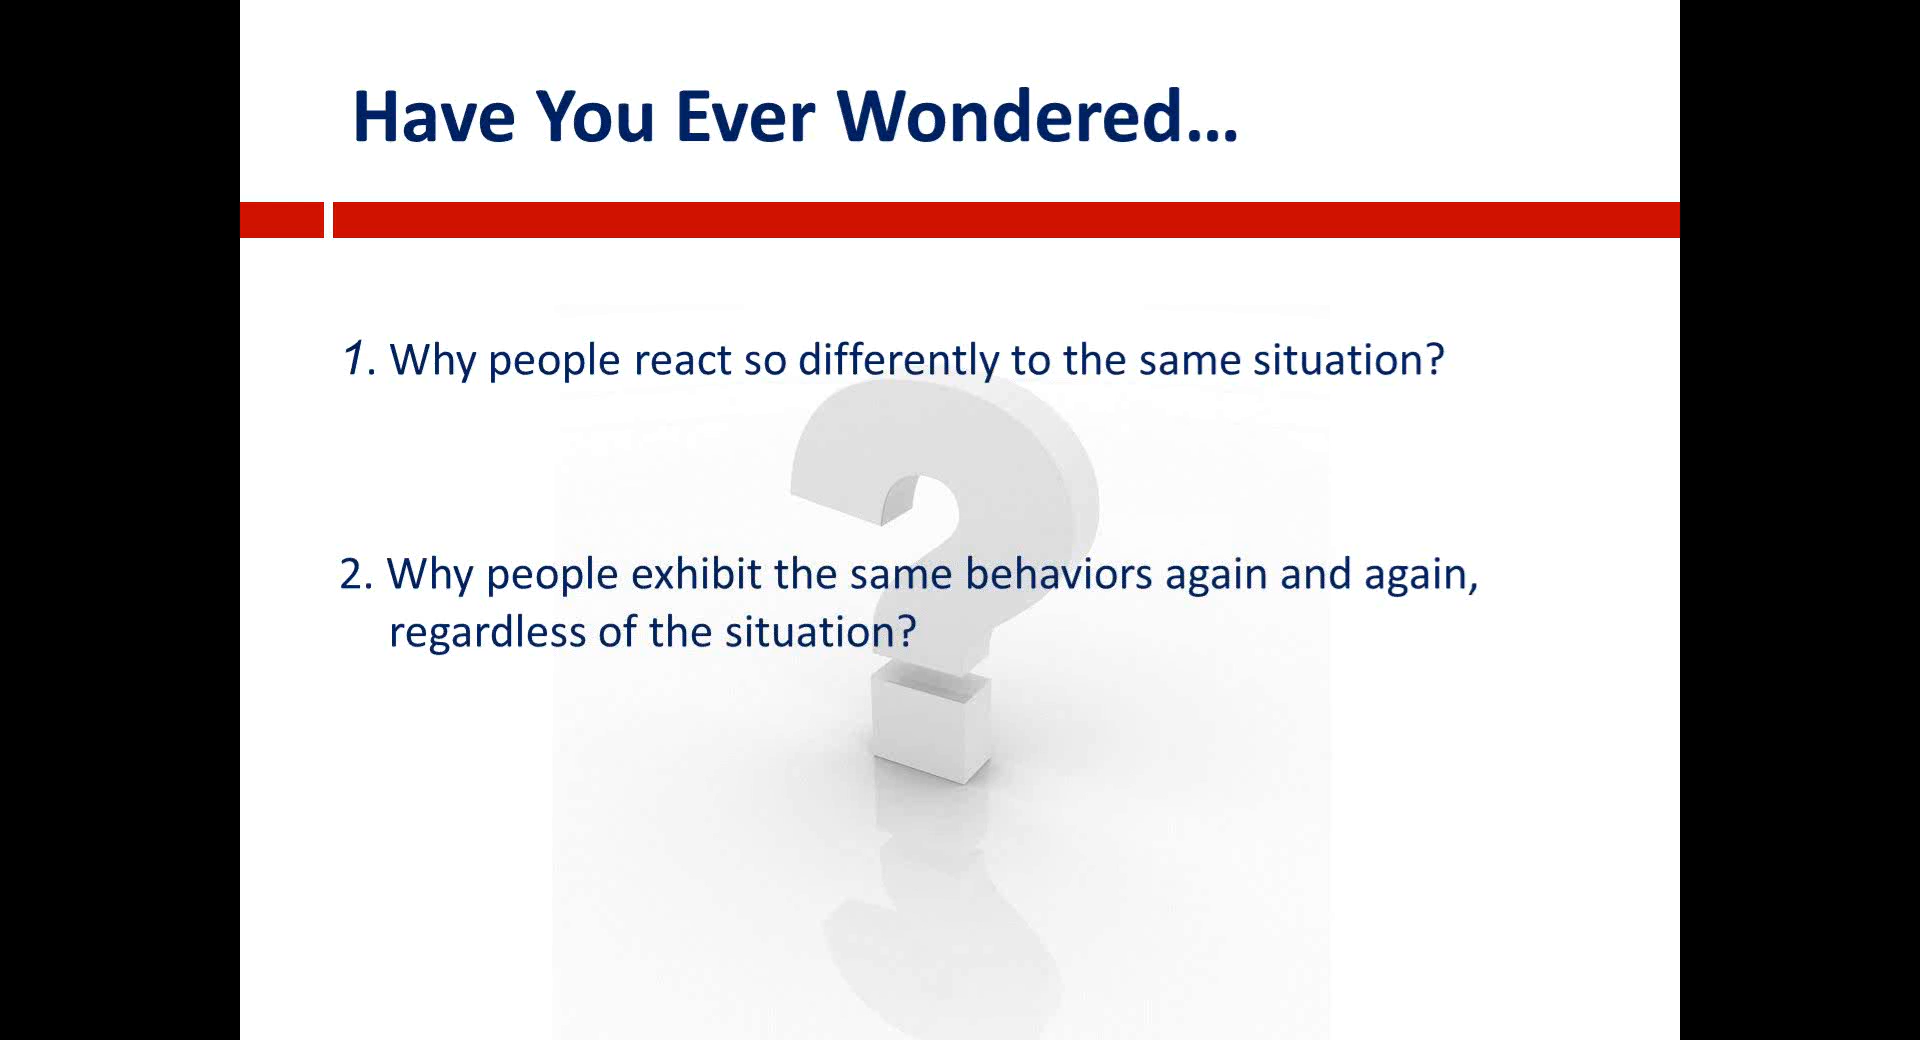 Have You Ever Wondered...
1. Why people react so differently to the same situation?
2. Why people exhibit the same behaviors again and again,
regardless of the situation?